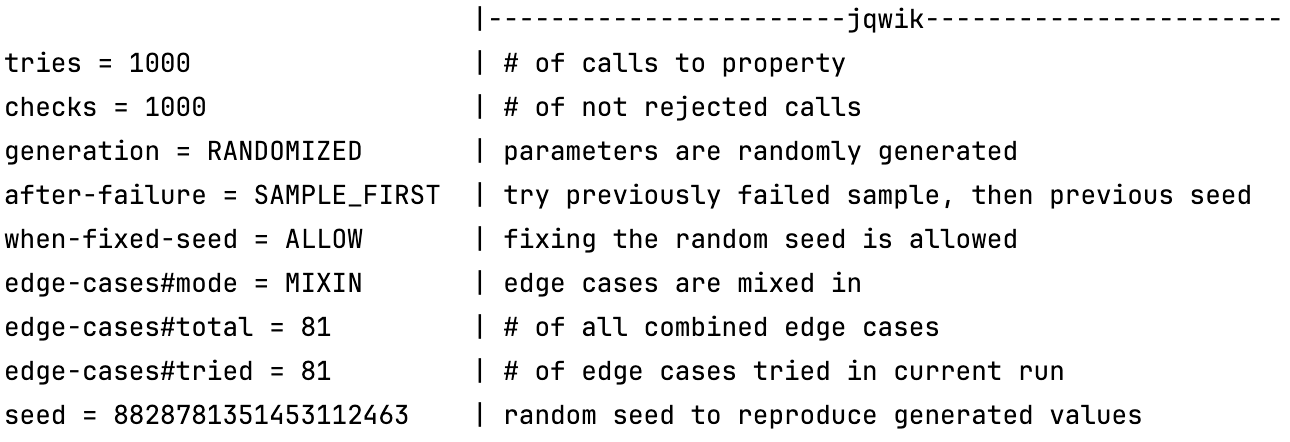 |-----------------------jqwik-----------------------
tries = 1000                  | # of calls to property
checks = 1000                 | # of not rejected calls
generation = RANDOMIZED       | parameters are randomly generated
after-failure = SAMPLE_FIRST  | try previously failed sample, then previous seed
when-fixed-seed = ALLOW       | fixing the random seed is allowed
edge-cases#mode = MIXIN       | edge cases are mixed in
edge-cases#total = 81         | # of all combined edge cases
edge-cases#tried = 81         | # of edge cases tried in current run
seed = 8828781351453112463    | random seed to reproduce generated values